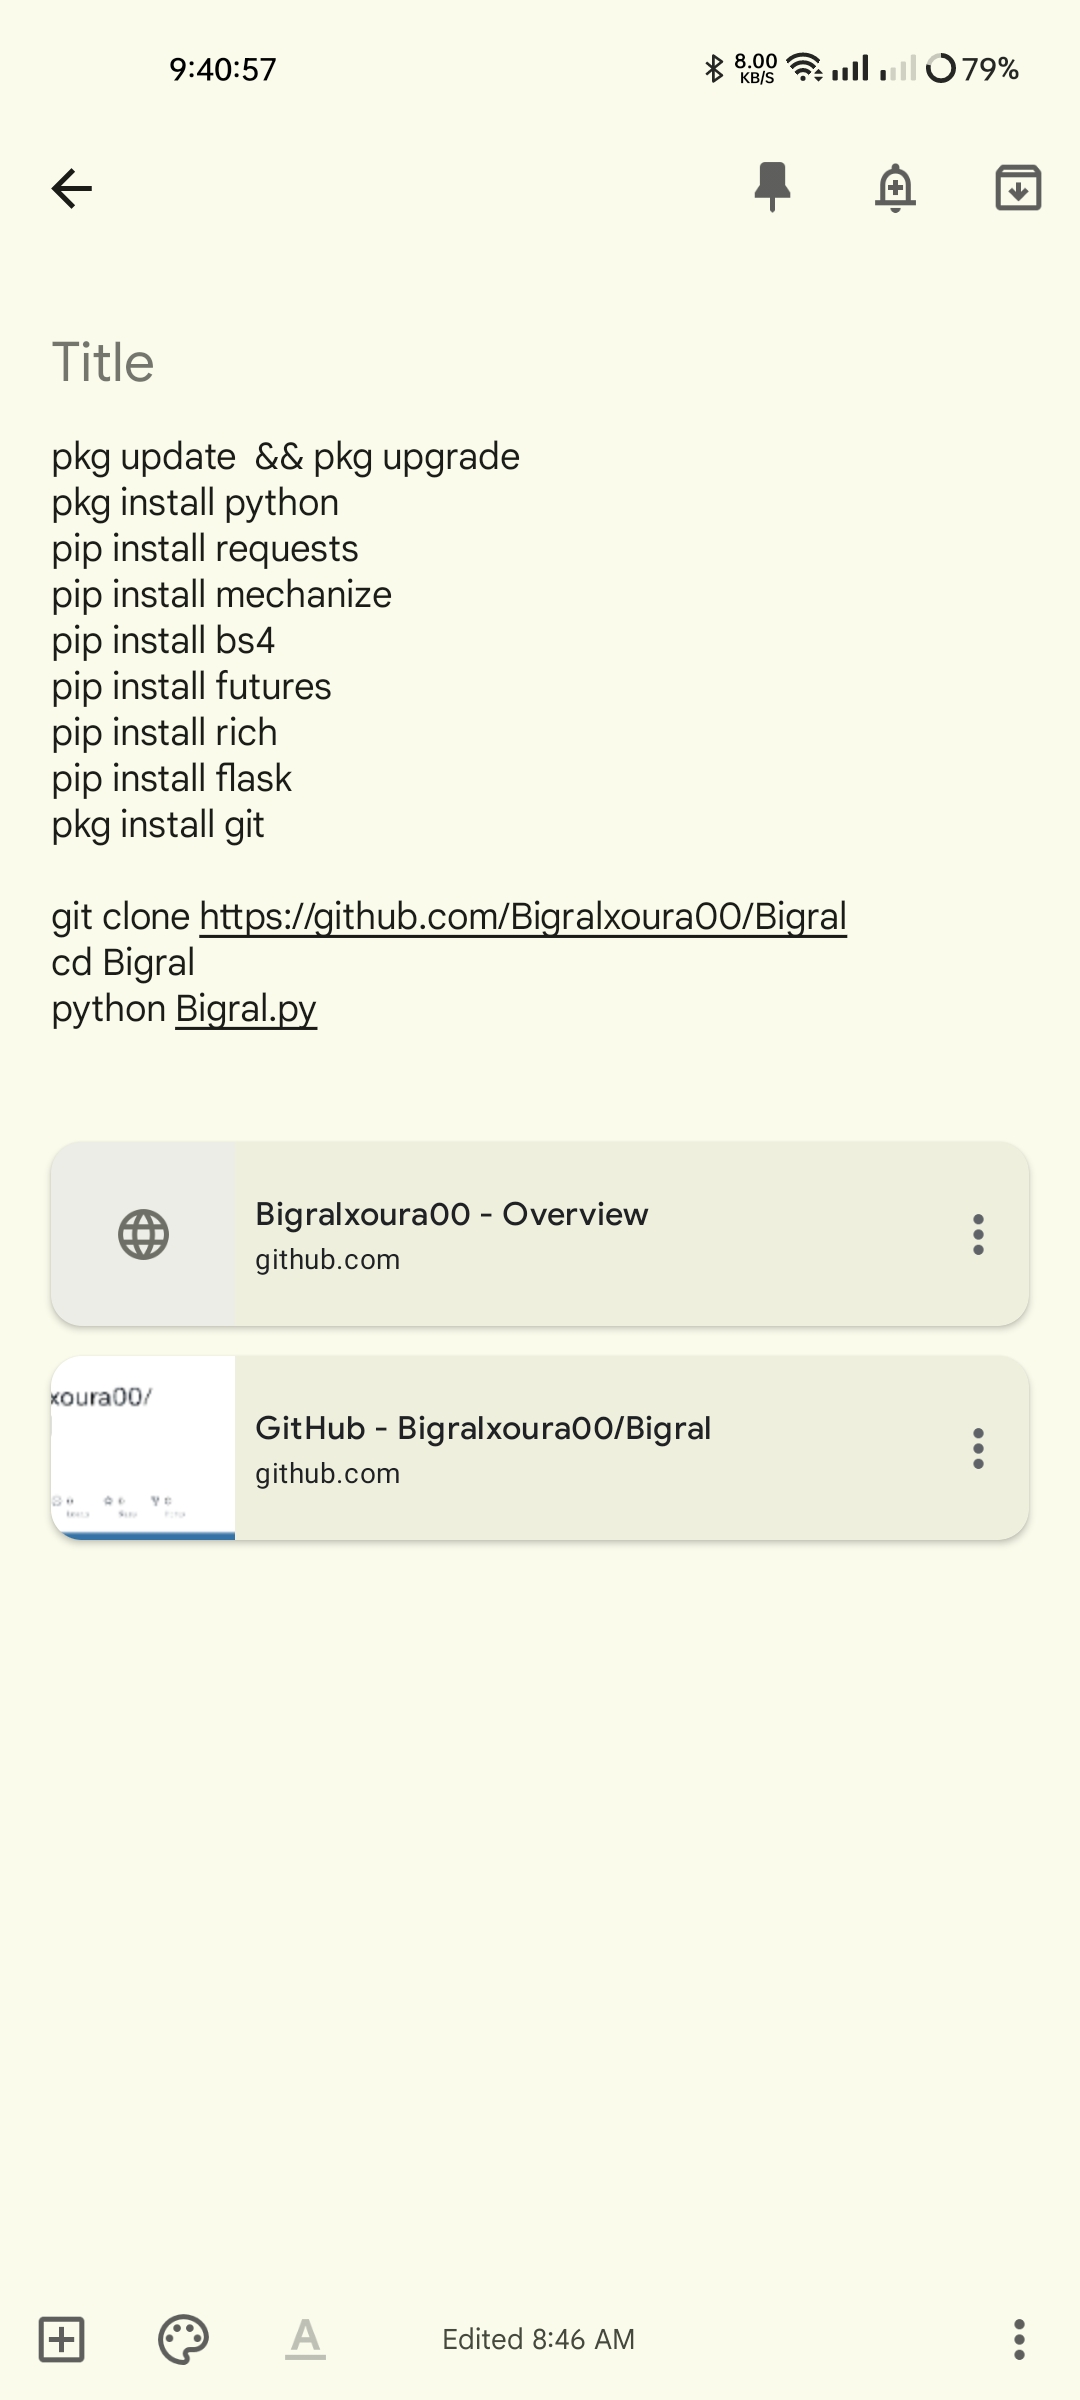 9:40:57
8.00
KB/S
79%
Title
pkg update  && pkg upgrade
pkg install python
pip install requests
pip install mechanize
pip install bs4
pip install futures
pip install rich
pip install flask
pkg install git
git clone https://github.com/Bigralxoura00/Bigral
cd Bigral
python Bigral.py
Bigralxoura00 - Overview
github.com
xoura00/
GitHub - Bigralxoura00/Bigral
github.com
A
Edited 8:46 AM